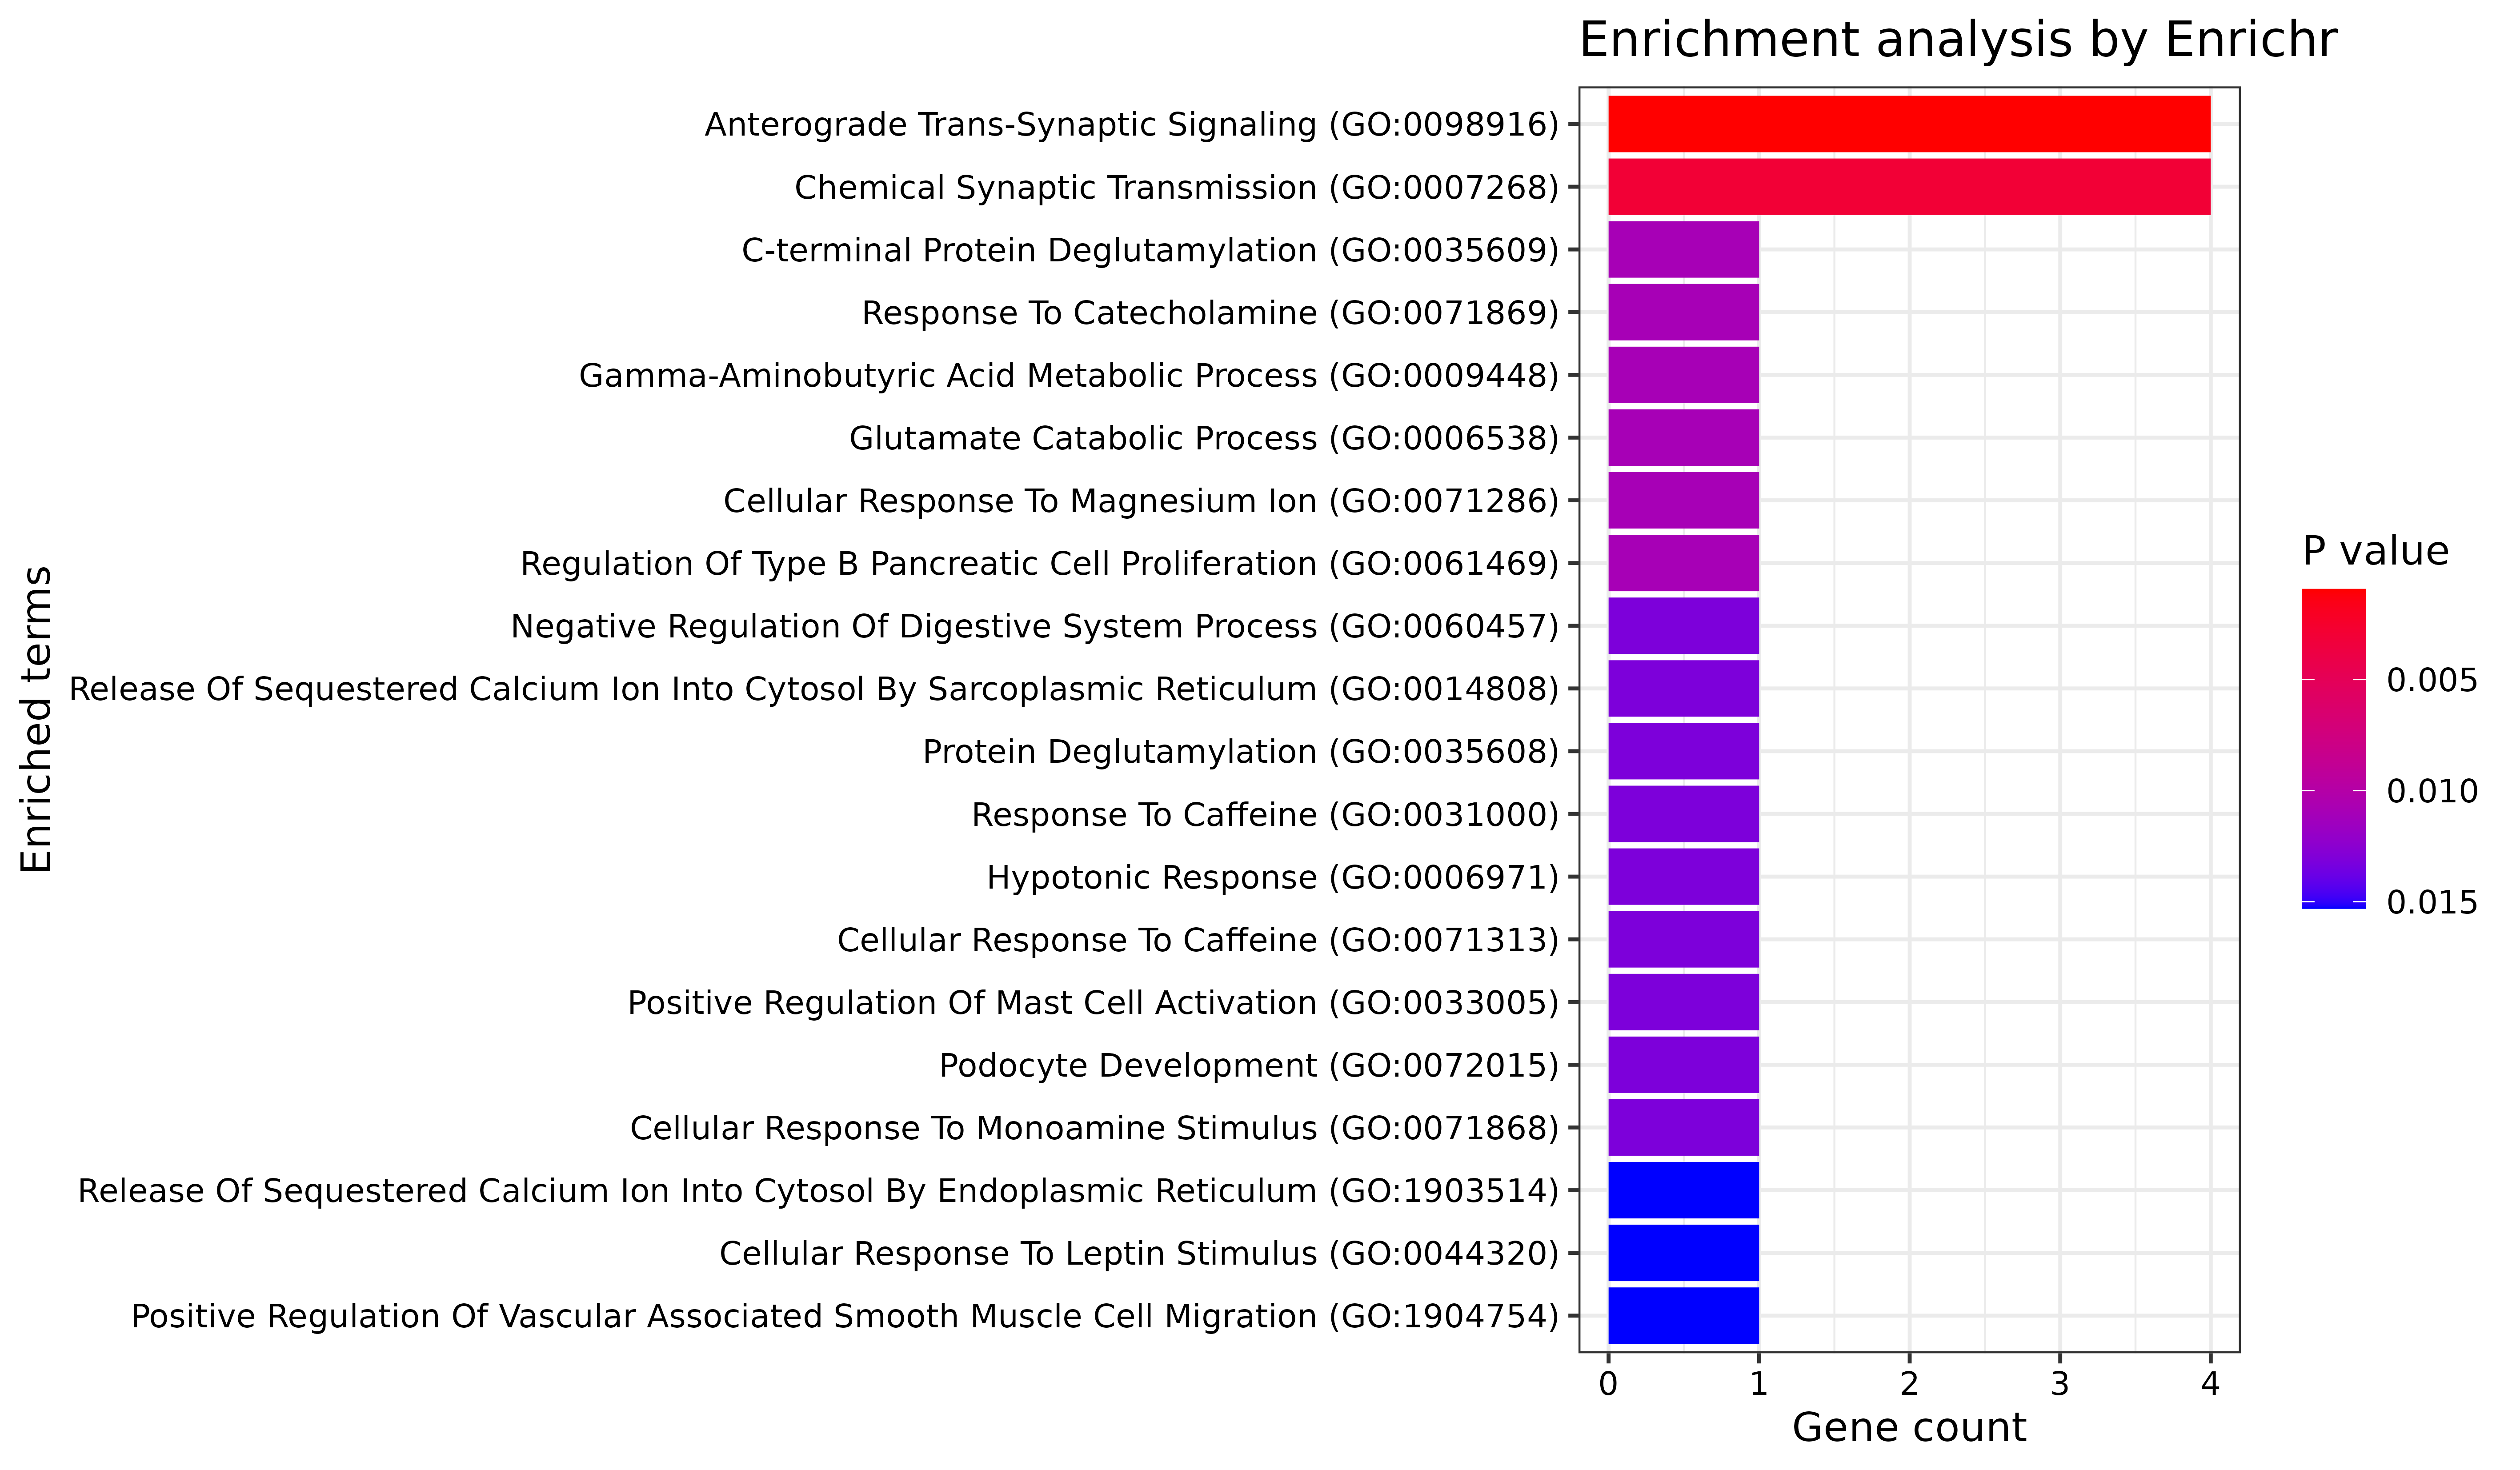 Enrichment analysis by Enrichr
Anterograde Trans-Synaptic Signaling (GO:0098916)
Chemical Synaptic Transmission (GO:0007268)
C-terminal Protein Deglutamylation (GO:0035609)
Response To Catecholamine (GO:0071869)
Gamma-Aminobutyric Acid Metabolic Process (GO:0009448)
Glutamate Catabolic Process (GO:0006538)
Cellular Response To Magnesium Ion (GO:0071286)
Regulation Of Type B Pancreatic Cell Proliferation (GO:0061469)
Negative Regulation Of Digestive System Process (GO:0060457)
Release Of Sequestered Calcium Ion Into Cytosol By Sarcoplasmic Reticulum (GO:0014808)
Protein Deglutamylation (GO:0035608)
Response To Caffeine (GO:0031000)
Hypotonic Response (GO:0006971)
Cellular Response To Caffeine (GO:0071313)
Positive Regulation Of Mast Cell Activation (GO:0033005)
Podocyte Development (GO:0072015)
Cellular Response To Monoamine Stimulus (GO:0071868)
Release Of Sequestered Calcium Ion Into Cytosol By Endoplasmic Reticulum (GO:1903514)
Cellular Response To Leptin Stimulus (GO:0044320)
Positive Regulation Of Vascular Associated Smooth Muscle Cell Migration (GO:1904754)
Enriched terms
0 1 2 3 4
Gene count
P value
0.005
0.010
0.015